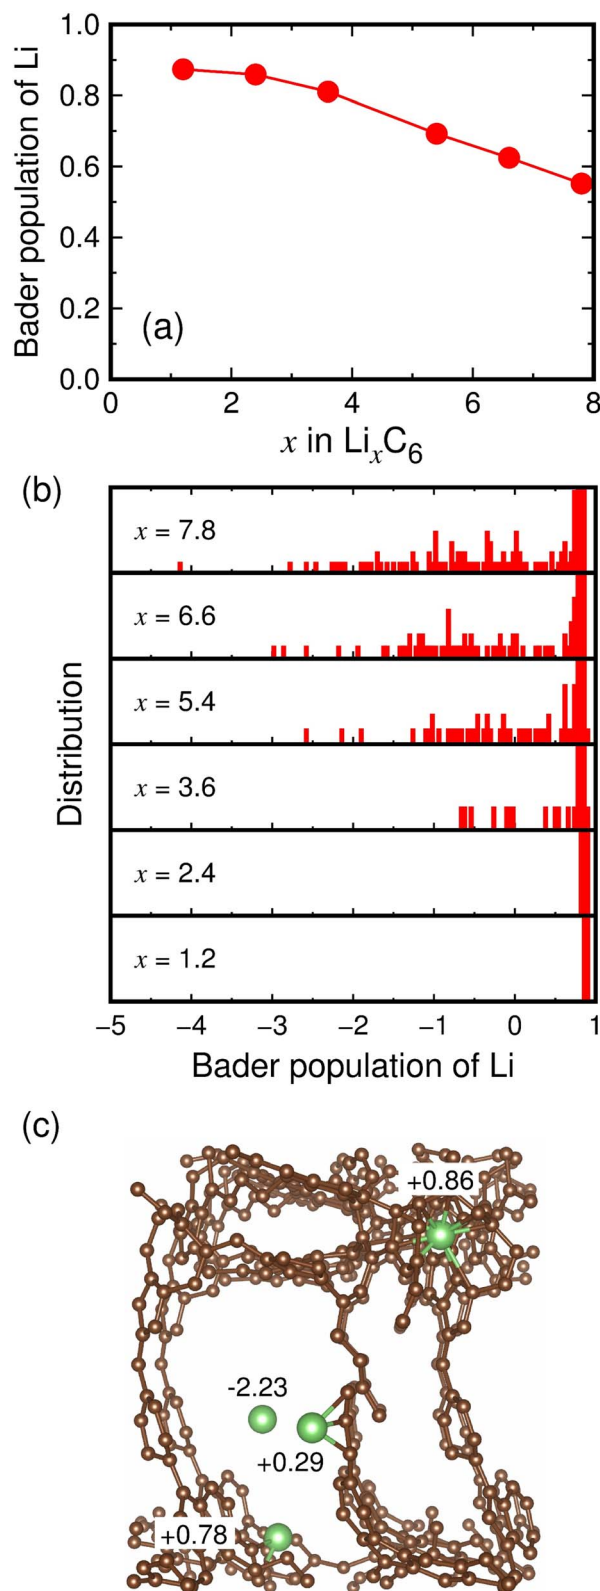 1.0
0.8
0.6
0.4
0.2
0.0
Bader population of Li
(a)
0 2 4 6 8
x in LixC6
(b)
x = 7.8
x = 6.6
x = 5.4
x = 3.6
x = 2.4
x = 1.2
Distribution
−5 −4 −3 −2 −1 0 1
Bader population of Li
(c)
+0.86
-2.23
+0.29
+0.78